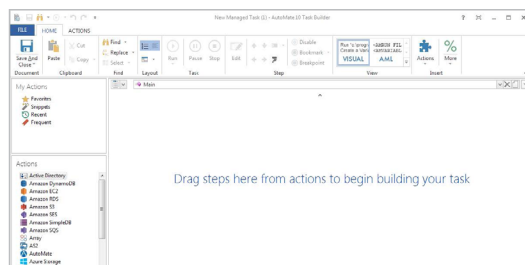 New Managed Task (1) - AutoMate 10 Task Builder
FILE HOME ACTIONS
Save And Close
Paste
Cut
Copy
Find
Replace
Select
Run
Pause
Stop
Edit
Disable
Bookmark
Breakpoint
VISUAL
AML
Actions
More
Document Clipboard Find Layout Task Step View Insert
My Actions
Favorites
Snippets
Recent
Frequent
Main
Drag steps here from actions to begin building your task
Actions
Active Directory
Amazon DynamoDB
Amazon EC2
Amazon RDS
Amazon S3
Amazon SES
Amazon SimpleDB
Amazon SQS
Array
AS2
AutoMate
Azure Storage